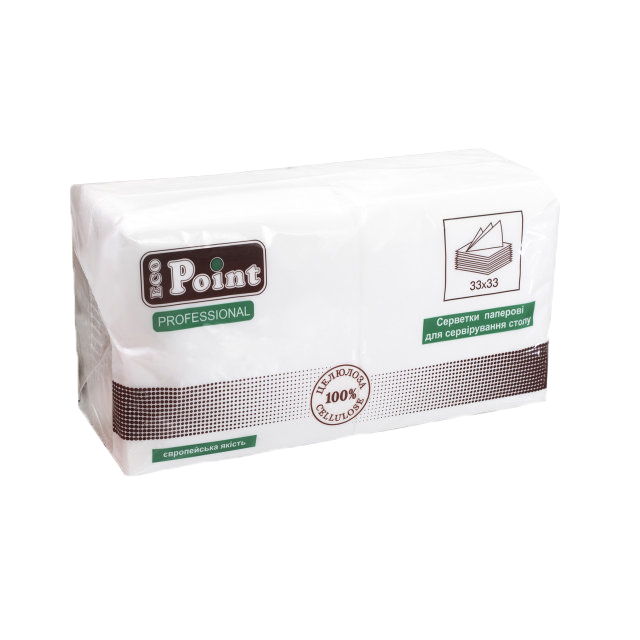 ECO
Point
PROFESSIONAL
33x33
Серветки паперові
для сервірування столу
ЦЕЛЮЛОЗА
100%
CELLULOSE
європейська якість